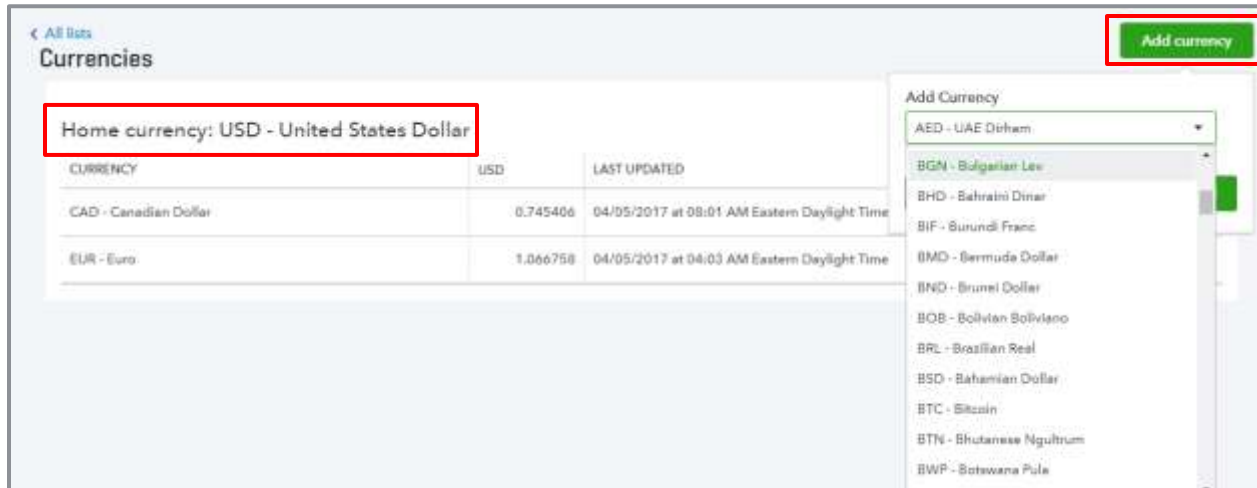 All lists
Currencies
Add currency
Home currency: USD - United States Dollar
CURRENCY USD LAST UPDATED
CAD - Canadian Dollar 0.745406 04/05/2017 at 08:01 AM Eastern Daylight Time
EUR - Euro 1.066758 04/05/2017 at 04:03 AM Eastern Daylight Time
Add Currency
AED - UAE Dirham
BGN - Bulgarian Lev
BHD - Bahraini Dinar
BIF - Burundi Franc
BMD - Bermuda Dollar
BND - Brunei Dollar
BOB - Bolivian Boliviano
BRL - Brazilian Real
BSD - Bahamian Dollar
BTC - Bitcoin
BTN - Bhutanese Ngultrum
BWP - Botswana Pula